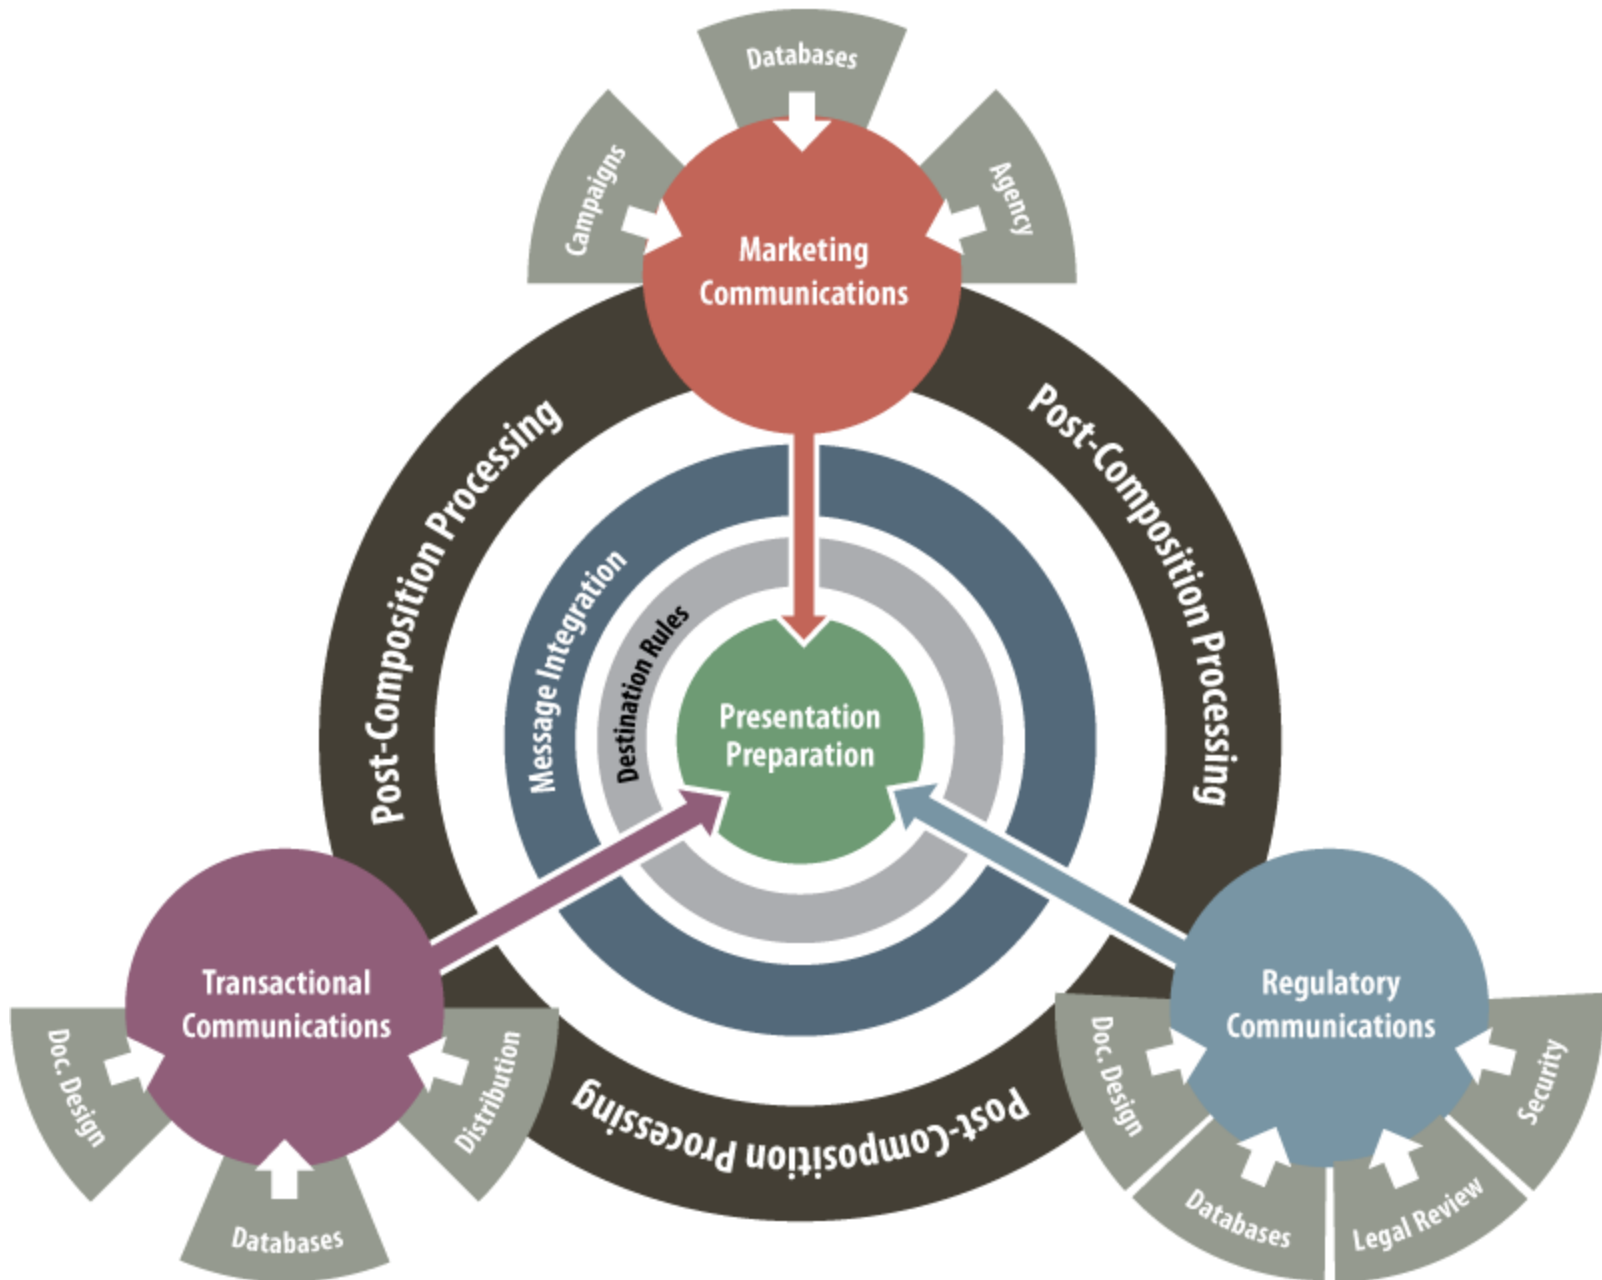 Databases
Campaigns
Agency
Marketing
Communications
Post-Composition Processing
Post-Composition Processing
Message Integration
Destination Rules
Presentation
Preparation
Transactional
Communications
Doc. Design
Databases
Distribution
Post-Composition Processing
Regulatory
Communications
Doc. Design
Databases
Legal Review
Security